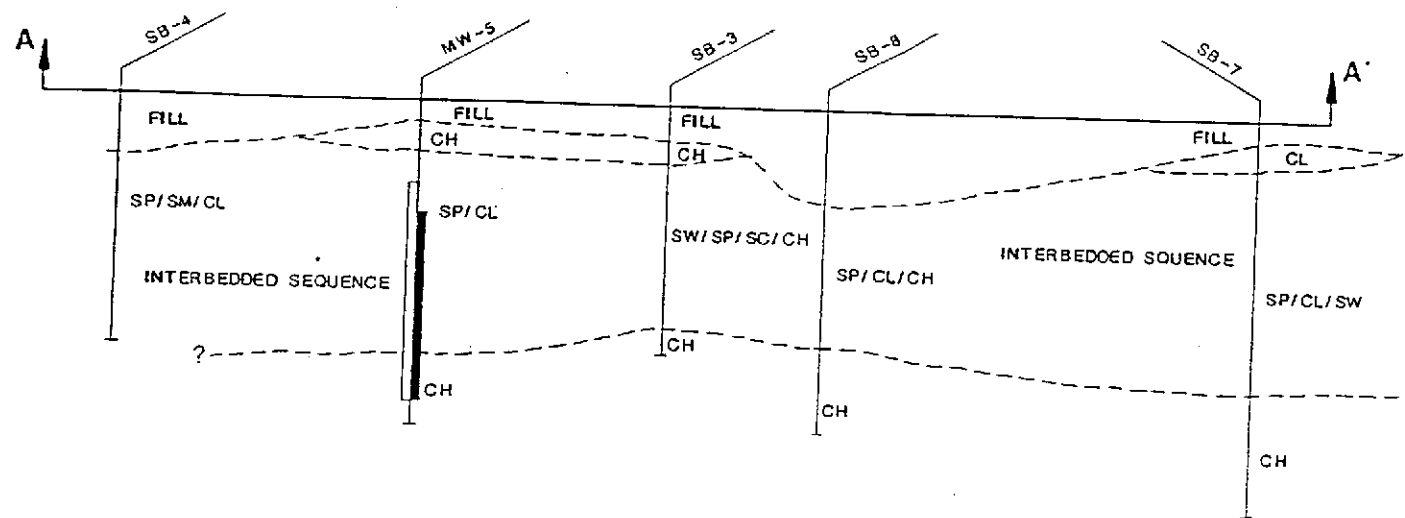 A
SB-4
MW-5
SB-3
SB-8
SB-7
A'
FILL
FILL
FILL
FILL
CH
CH
CL
SP/SM/CL
SP/CL
SW/SP/SC/CH
SP/CL/CH
INTERBEDDED SEQUENCE
INTERBEDDED SQUENCE
SP/CL/SW
?
CH
CH
CH
CH